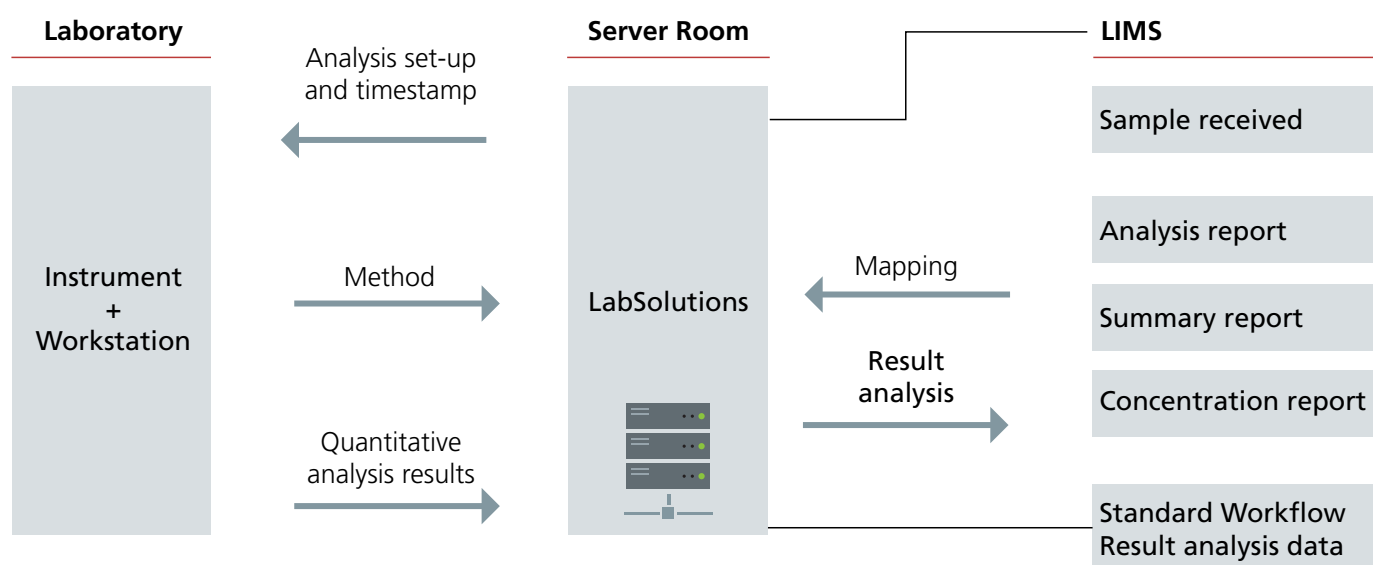 Laboratory
Analysis set-up
and timestamp
Server Room
LIMS
Sample received
Analysis report
Instrument
+
Workstation
Method
LabSolutions
Mapping
Summary report
Result
analysis
Concentration report
Quantitative
analysis results
Standard Workflow
Result analysis data